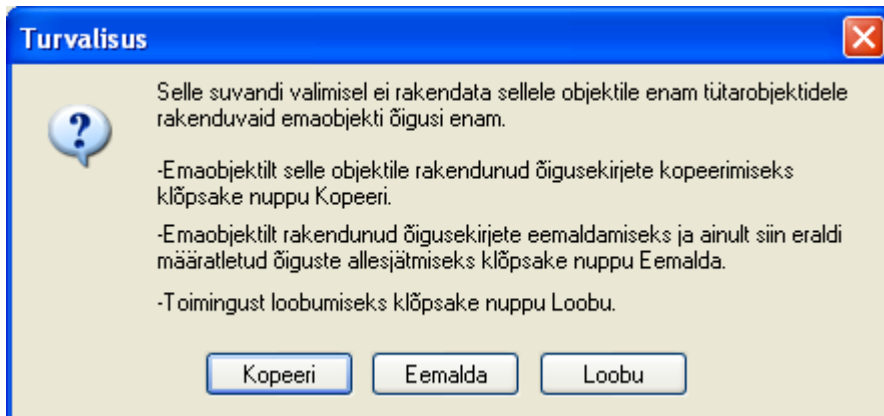 Turvalisus
Selle suvandi valimisel ei rakendata sellele objektile enam tütarobjektidele
rakenduvaid emaobjekti õigusi enam.
-Emaobjektilt selle objektile rakendunud õigusekirjete kopeerimiseks
klõpsake nuppu Kopeeri.
-Emaobjektilt rakendunud õigusekirjete eemaldamiseks ja ainult siin eraldi
määratletud õiguste allesjätmiseks klõpsake nuppu Eemalda.
-Toimingust loobumiseks klõpsake nuppu Loobu.
Kopeeri Eemalda Loobu